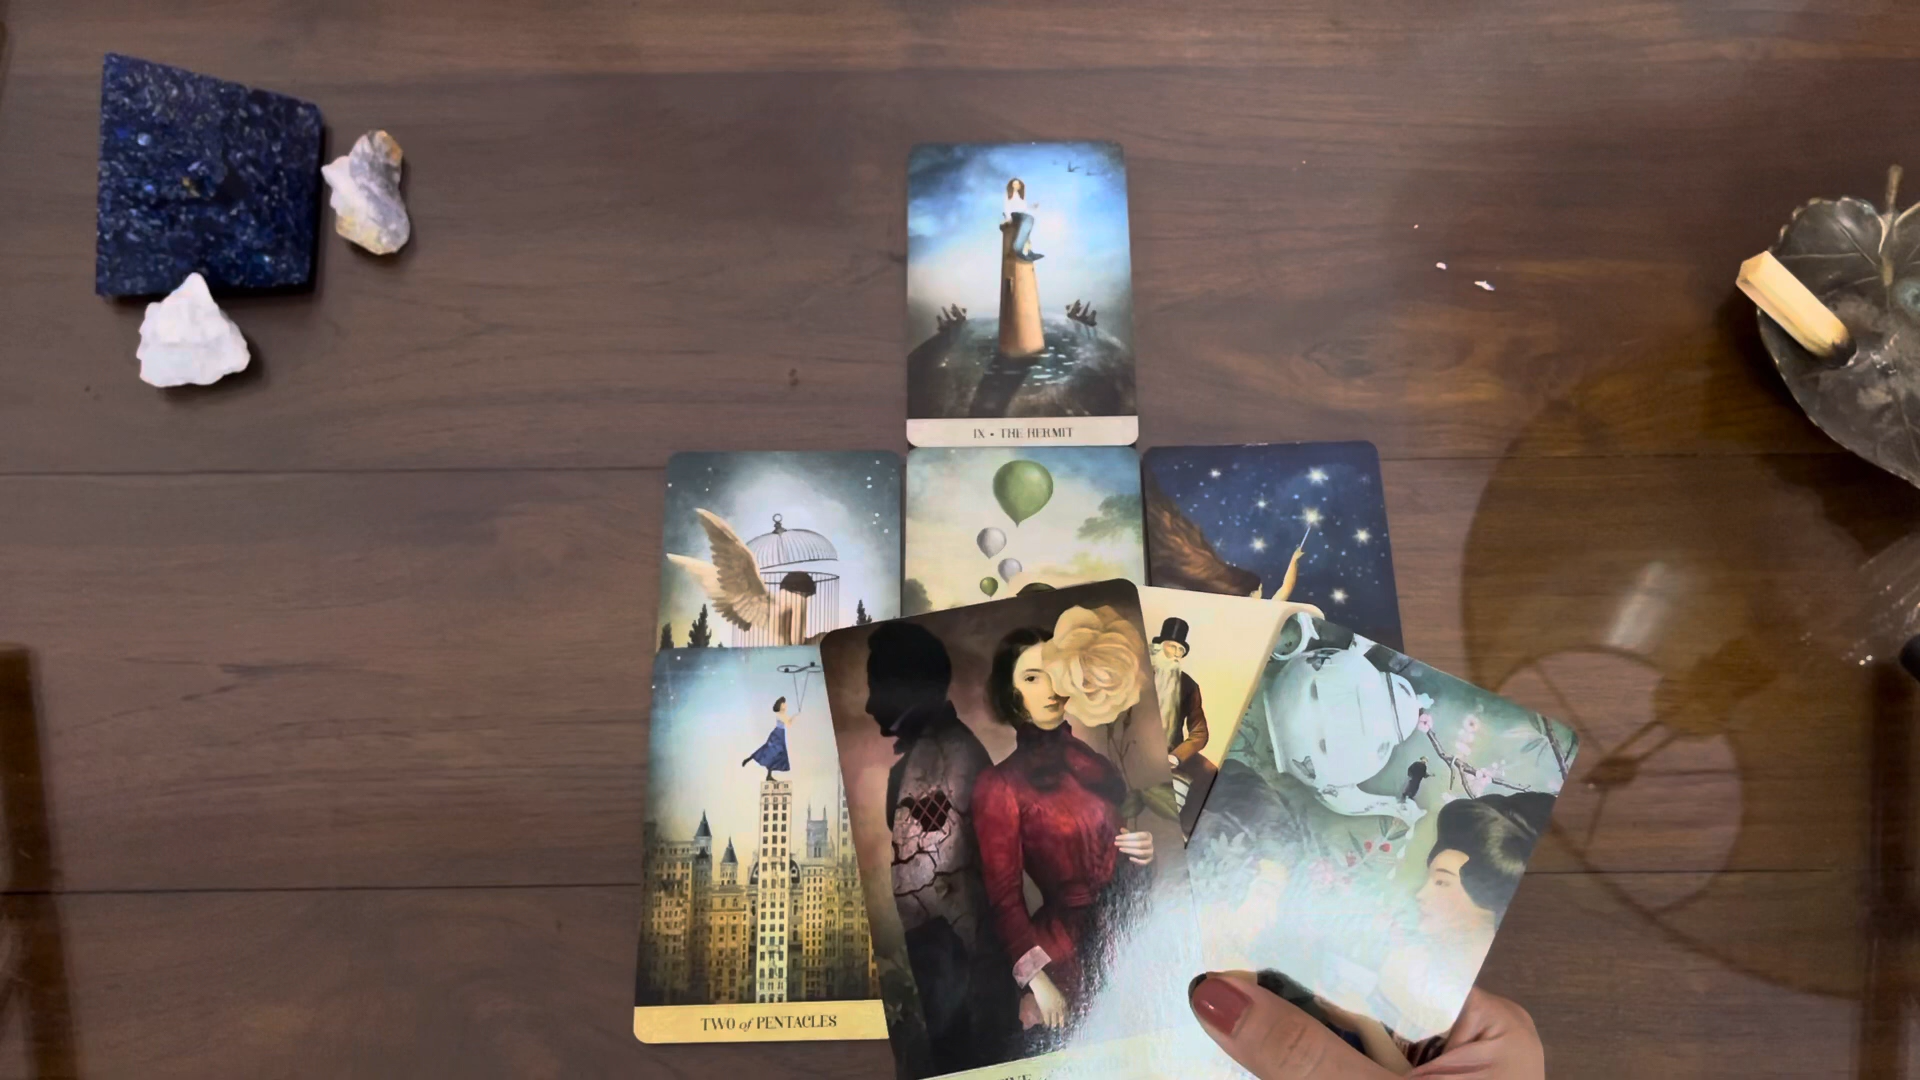 IX • THE HERMIT
TWO of PENTACLES